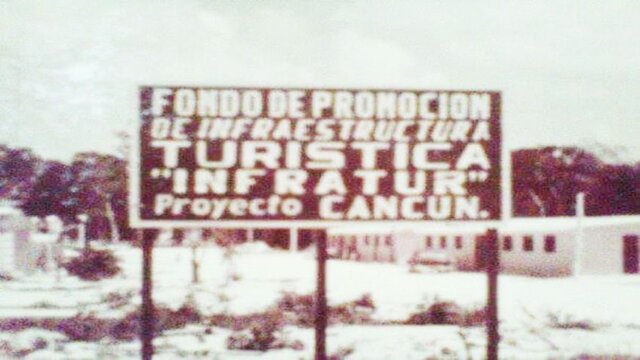 FONDO DE PROMOCION
DE INFRAESTRUCTURA
TURISTICA
"INFRATUR"
Proyecto CANCUN.